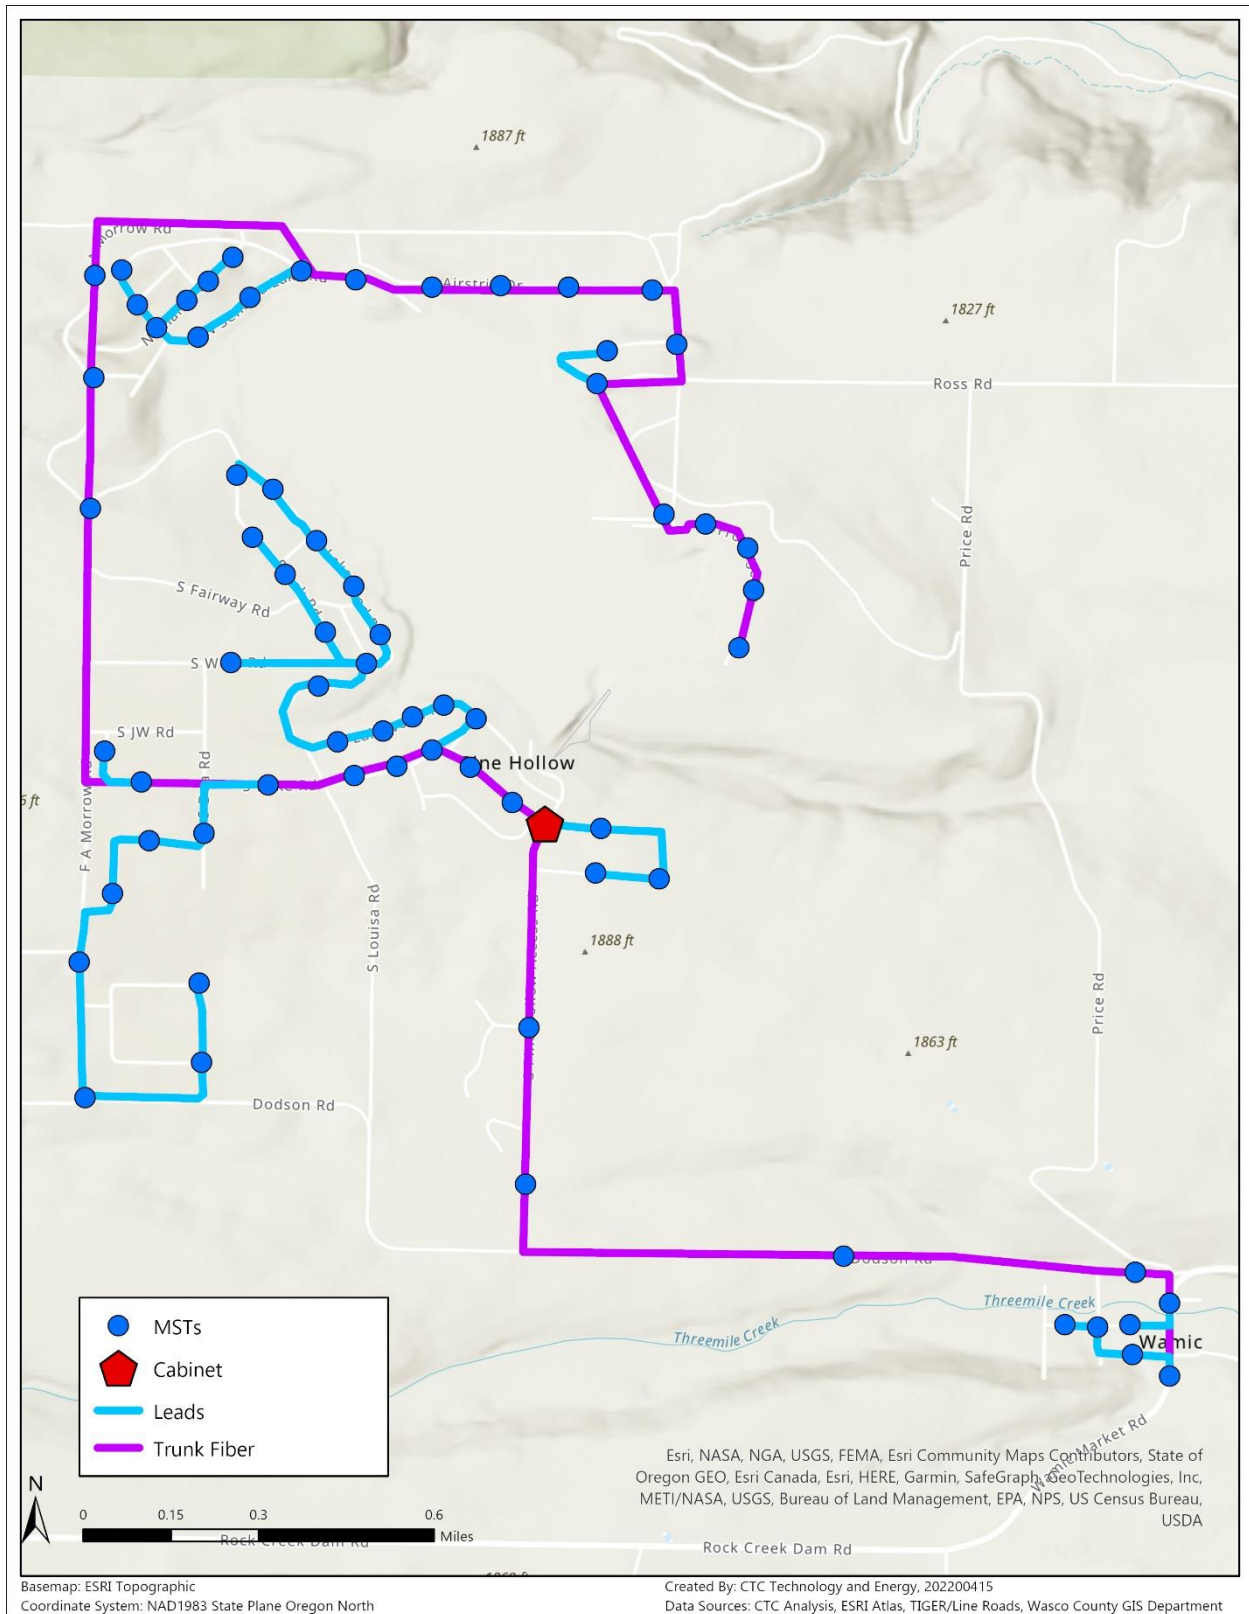 1887 ft
Morrow Rd
Airstrip Dr
1827 ft
Ross Rd
Price Rd
S Fairway Rd
S JW Rd
F A Morrow Rd
Pine Hollow
S Louisa Rd
1888 ft
Price Rd
1863 ft
Dodson Rd
Dodson Rd
Threemile Creek
Threemile Creek
Wamic
Wamic Market Rd
MSTs
Cabinet
Leads
Trunk Fiber
Esri, NASA, NGA, USGS, FEMA, Esri Community Maps Contributors, State of
Oregon GEO, Esri Canada, Esri, HERE, Garmin, SafeGraph, GeoTechnologies, Inc,
METI/NASA, USGS, Bureau of Land Management, EPA, NPS, US Census Bureau,
USDA
N
0 0.15 0.3 0.6
Miles
Rock Creek Dam Rd
Rock Creek Dam Rd
Basemap: ESRI Topographic
Coordinate System: NAD1983 State Plane Oregon North
Created By: CTC Technology and Energy, 202200415
Data Sources: CTC Analysis, ESRI Atlas, TIGER/Line Roads, Wasco County GIS Department